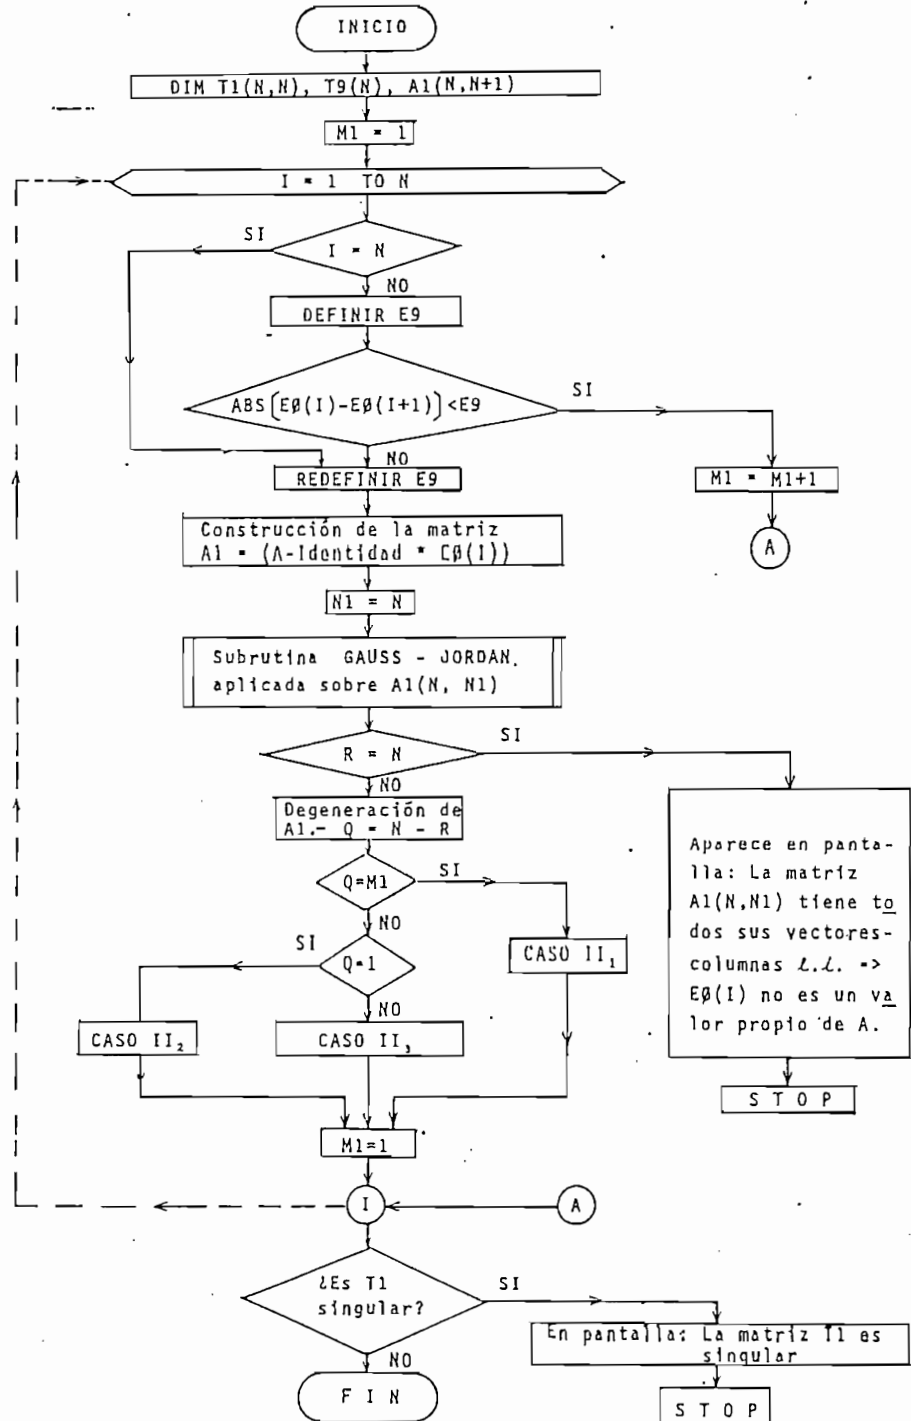 INICIO
DIM T1(N,N), T9(N), A1(N,N+1)
M1 = 1
I = 1 TO N
SI
I = N
NO
DEFINIR E9
ABS[EØ(I)-EØ(I+1)]<E9
SI
NO
REDEFINIR E9
M1 = M1+1
A
Construcción de la matriz
A1 = (A-Identidad * EØ(I))
N1 = N
Subrutina GAUSS - JORDAN.
aplicada sobre A1(N, N1)
R = N
SI
NO
Degeneración de
A1.- Q = N - R
Aparece en panta-
lla: La matriz
A1(N,N1) tiene to
dos sus vectores-
columnas l.i. =>
EØ(I) no es un va
lor propio de A.
S T O P
Q=M1
SI
NO
CASO II₁
SI
Q=1
NO
CASO II₂
CASO II₃
M1=1
I
A
¿Es T1
singular?
SI
En pantalla: La matriz T1 es
singular
S T O P
NO
F I N